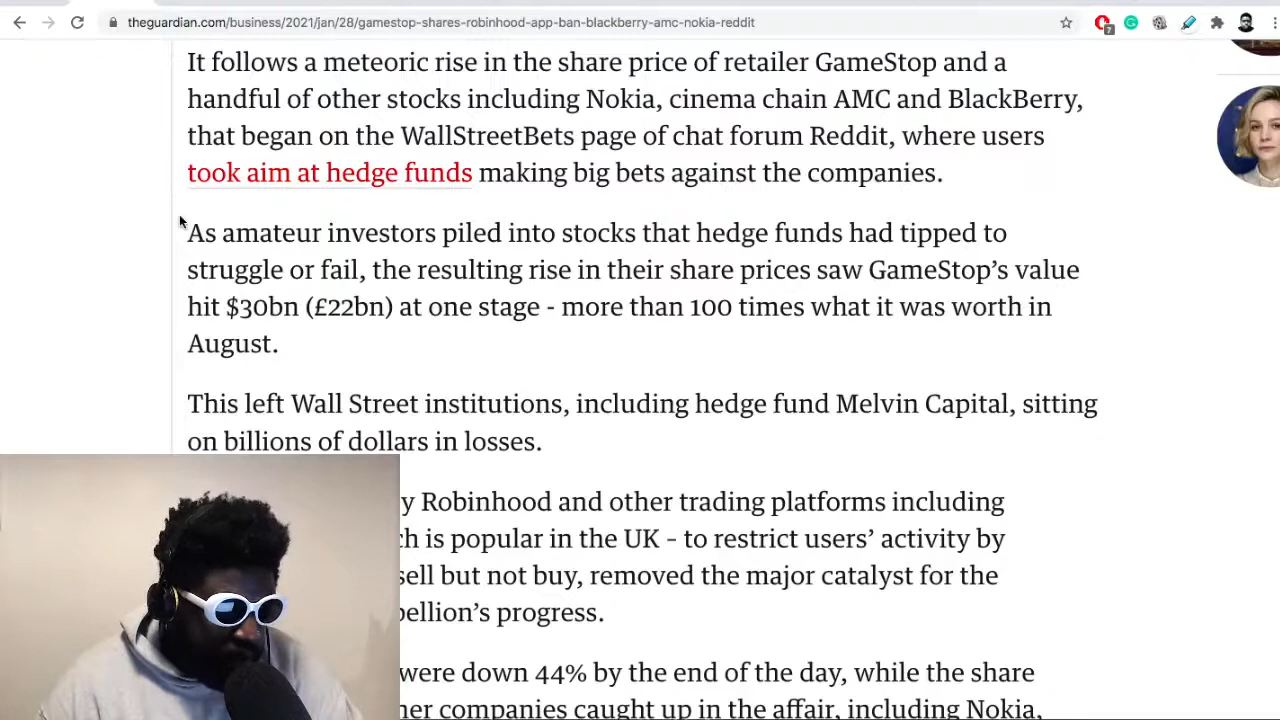 theguardian.com/business/2021/jan/28/gamestop-shares-robinhood-app-ban-blackberry-amc-nokia-reddit
7
It follows a meteoric rise in the share price of retailer GameStop and a
handful of other stocks including Nokia, cinema chain AMC and BlackBerry,
that began on the WallStreetBets page of chat forum Reddit, where users
took aim at hedge funds making big bets against the companies.
As amateur investors piled into stocks that hedge funds had tipped to
struggle or fail, the resulting rise in their share prices saw GameStop’s value
hit $30bn (£22bn) at one stage - more than 100 times what it was worth in
August.
This left Wall Street institutions, including hedge fund Melvin Capital, sitting
on billions of dollars in losses.
y Robinhood and other trading platforms including
ch is popular in the UK – to restrict users’ activity by
sell but not buy, removed the major catalyst for the
bellion’s progress.
were down 44% by the end of the day, while the share
her companies caught up in the affair, including Nokia,